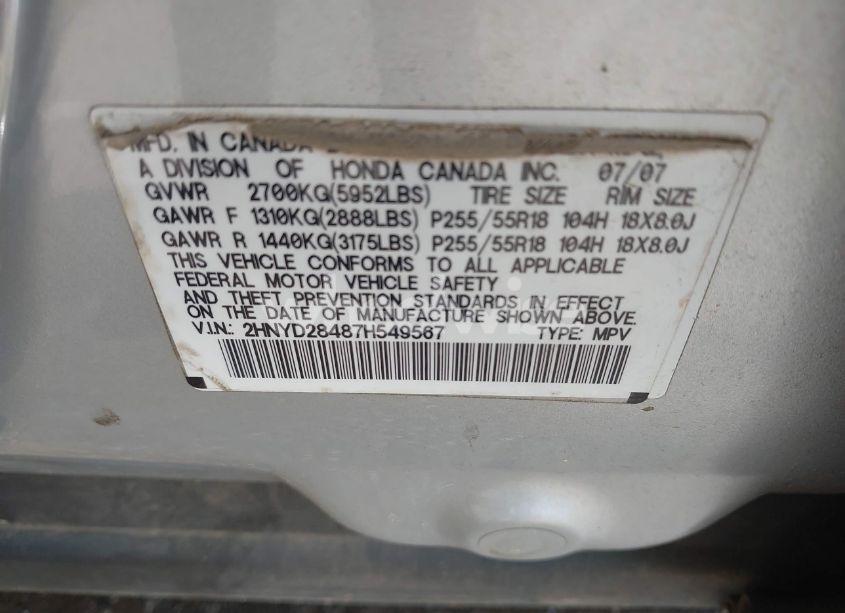 MFD. IN CANADA
A DIVISION OF HONDA CANADA INC. 07/07
GVWR 2700KG(5952LBS) TIRE SIZE RIM SIZE
GAWR F 1310KG(2888LBS) P255/55R18 104H 18X8.0J
GAWR R 1440KG(3175LBS) P255/55R18 104H 18X8.0J
THIS VEHICLE CONFORMS TO ALL APPLICABLE
FEDERAL MOTOR VEHICLE SAFETY
AND THEFT PREVENTION STANDARDS IN EFFECT
ON THE DATE OF MANUFACTURE SHOWN ABOVE.
V.I.N.: 2HNYD28487H549567 TYPE: MPV